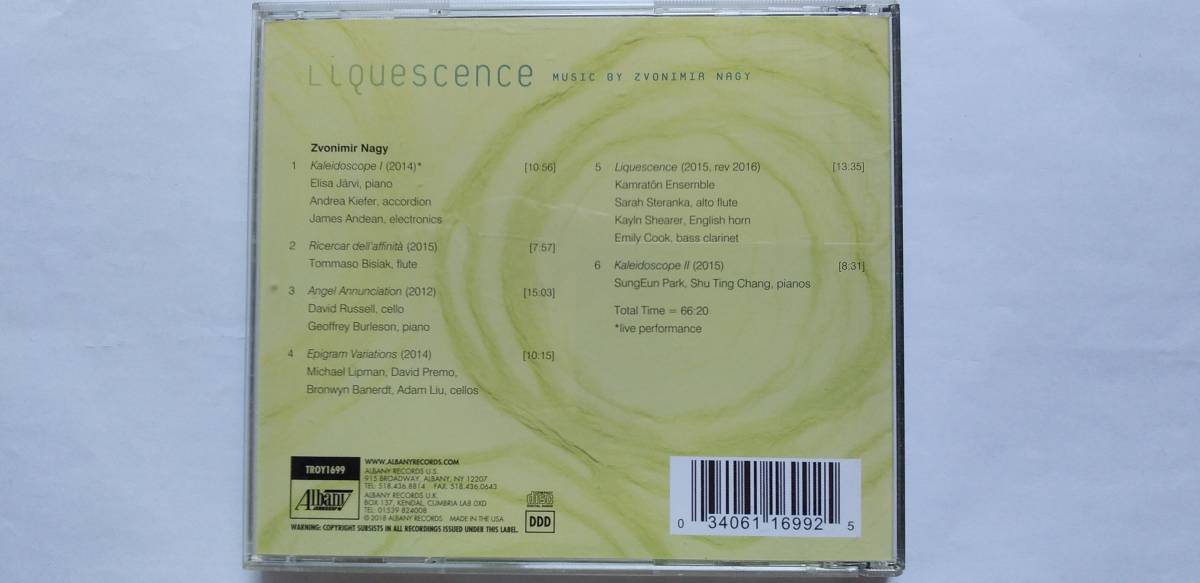 Liquescence MUSIC BY ZVONIMIR NAGY
Zvonimir Nagy
1 Kaleidoscope I (2014)* [10:56]
Elisa Järvi, piano
Andrea Kiefer, accordion
James Andean, electronics
2 Ricercar dell'affinità (2015) [7:57]
Tommaso Bisiak, flute
3 Angel Annunciation (2012) [15:03]
David Russell, cello
Geoffrey Burleson, piano
4 Epigram Variations (2014) [10:15]
Michael Lipman, David Premo,
Bronwyn Banerdt, Adam Liu, cellos
5 Liquescence (2015, rev 2016) [13:35]
Kamratōn Ensemble
Sarah Steranka, alto flute
Kayln Shearer, English horn
Emily Cook, bass clarinet
6 Kaleidoscope II (2015) [8:31]
SungEun Park, Shu Ting Chang, pianos
Total Time = 66:20
*live performance
TROY1699
Albany
WWW.ALBANYRECORDS.COM
ALBANY RECORDS U.S.
915 BROADWAY, ALBANY, NY 12207
TEL: 518.436.8814 FAX: 518.436.0643
ALBANY RECORDS U.K.
BOX 137, KENDAL, CUMBRIA LA8 0XD
TEL: 01539 824008
© 2018 ALBANY RECORDS MADE IN THE USA
WARNING: COPYRIGHT SUBSISTS IN ALL RECORDINGS ISSUED UNDER THIS LABEL.
COMPACT
disc
DIGITAL AUDIO
DDD
0 34061 16992 5